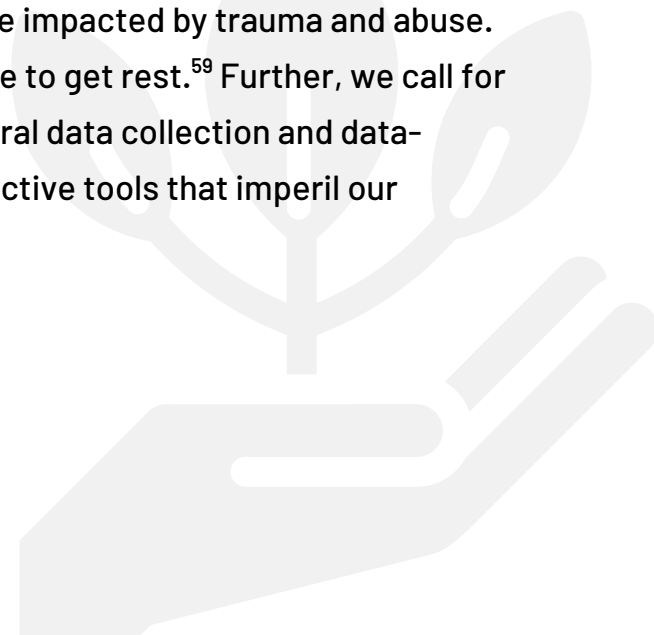 e impacted by trauma and abuse.
e to get rest.⁵⁹ Further, we call for
ral data collection and data-
ctive tools that imperil our